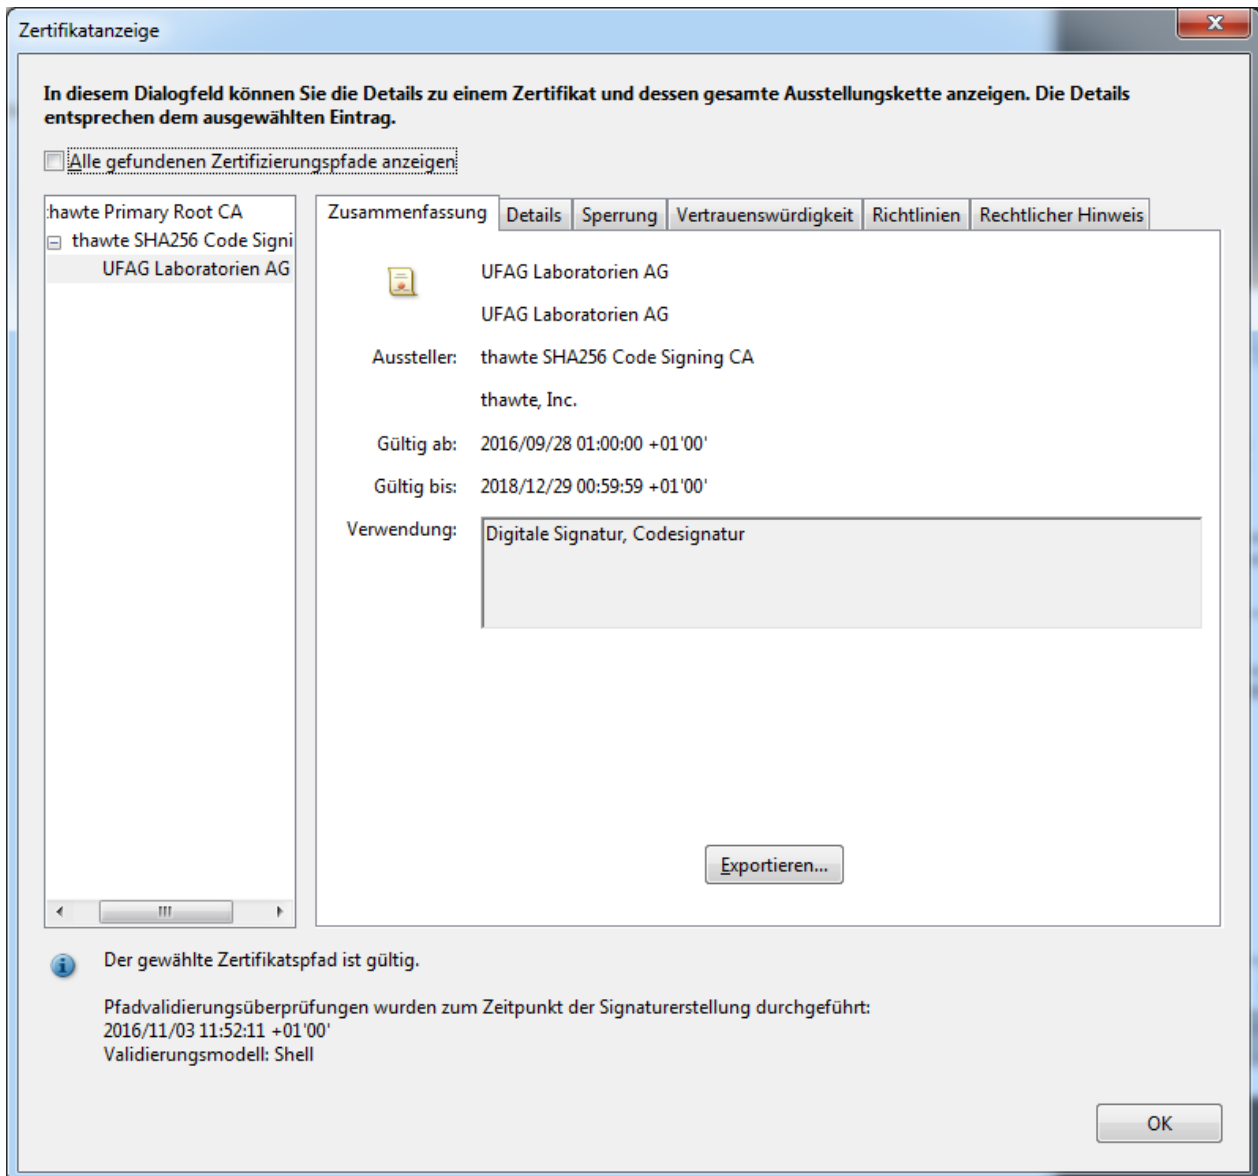 Zertifikatanzeige
In diesem Dialogfeld können Sie die Details zu einem Zertifikat und dessen gesamte Ausstellungskette anzeigen. Die Details
entsprechen dem ausgewählten Eintrag.
Alle gefundenen Zertifizierungspfade anzeigen
hawte Primary Root CA
thawte SHA256 Code Signi
UFAG Laboratorien AG
Zusammenfassung Details Sperrung Vertrauenswürdigkeit Richtlinien Rechtlicher Hinweis
UFAG Laboratorien AG
UFAG Laboratorien AG
Aussteller: thawte SHA256 Code Signing CA
thawte, Inc.
Gültig ab: 2016/09/28 01:00:00 +01'00'
Gültig bis: 2018/12/29 00:59:59 +01'00'
Verwendung: Digitale Signatur, Codesignatur
Exportieren...
Der gewählte Zertifikatspfad ist gültig.
Pfadvalidierungsüberprüfungen wurden zum Zeitpunkt der Signaturerstellung durchgeführt:
2016/11/03 11:52:11 +01'00'
Validierungsmodell: Shell
OK